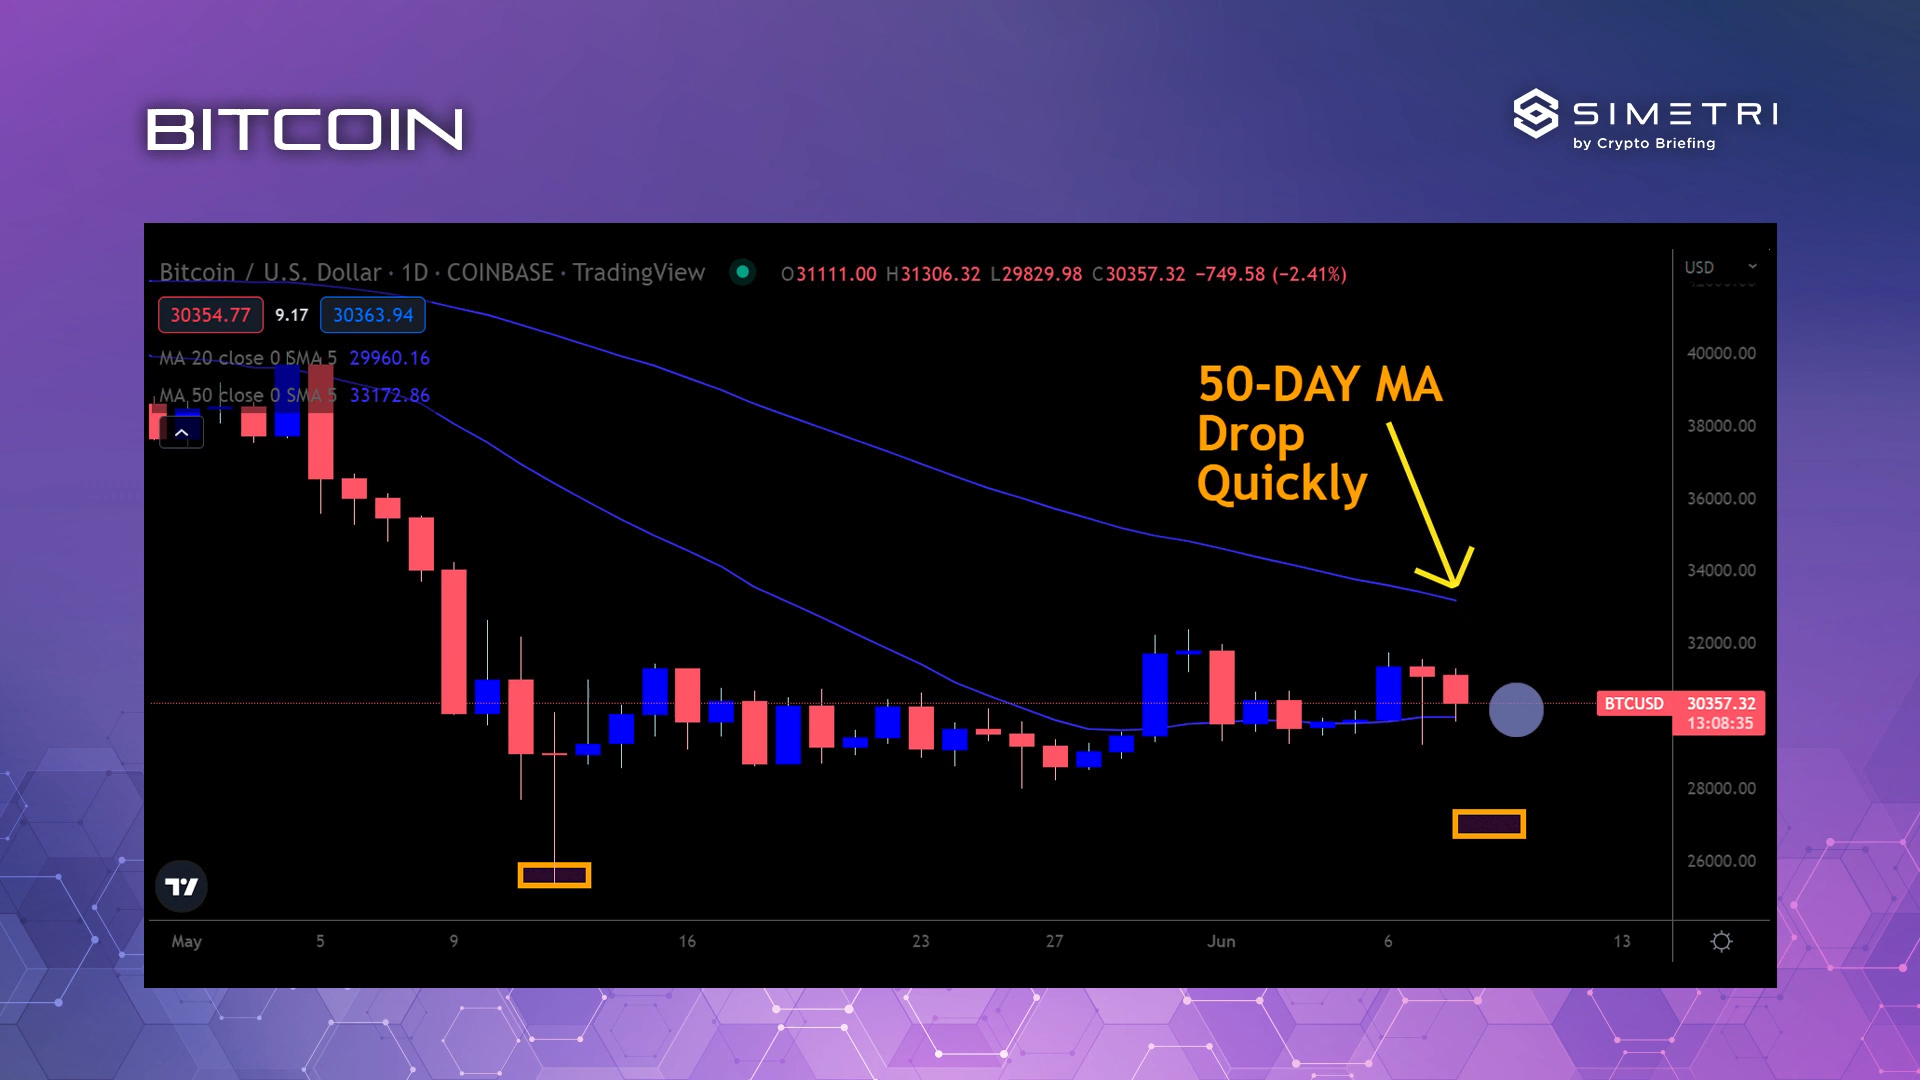 BITCOIN
SIMETRI
by Crypto Briefing
Bitcoin / U.S. Dollar · 1D · COINBASE · TradingView
O31111.00 H31306.32 L29829.98 C30357.32 −749.58 (−2.41%)
USD
30354.77 9.17 30363.94
MA 20 close 0 SMA 5 29960.16
MA 50 close 0 SMA 5 33172.86
50-DAY MA
Drop
Quickly
40000.00
38000.00
36000.00
34000.00
32000.00
BTCUSD 30357.32
13:08:35
28000.00
26000.00
May 5 9 16 23 27 Jun 6 13